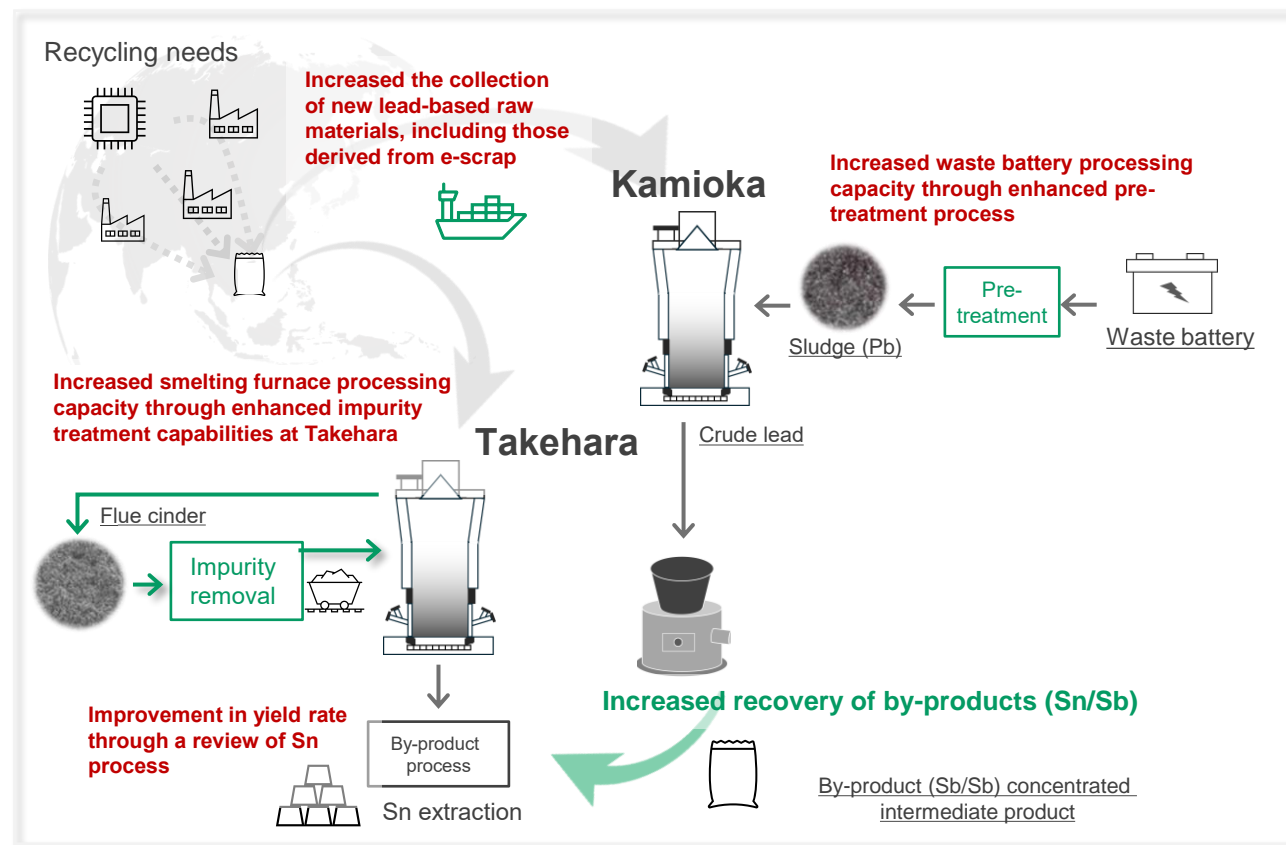 Recycling needs
Increased the collection
of new lead-based raw
materials, including those
derived from e-scrap
Kamioka
Increased waste battery processing
capacity through enhanced pre-
treatment process
Pre-
treatment
Sludge (Pb)
Waste battery
Increased smelting furnace processing
capacity through enhanced impurity
treatment capabilities at Takehara
Takehara
Crude lead
Flue cinder
Impurity
removal
Increased recovery of by-products (Sn/Sb)
Improvement in yield rate
through a review of Sn
process
By-product
process
Sn extraction
By-product (Sb/Sb) concentrated
intermediate product